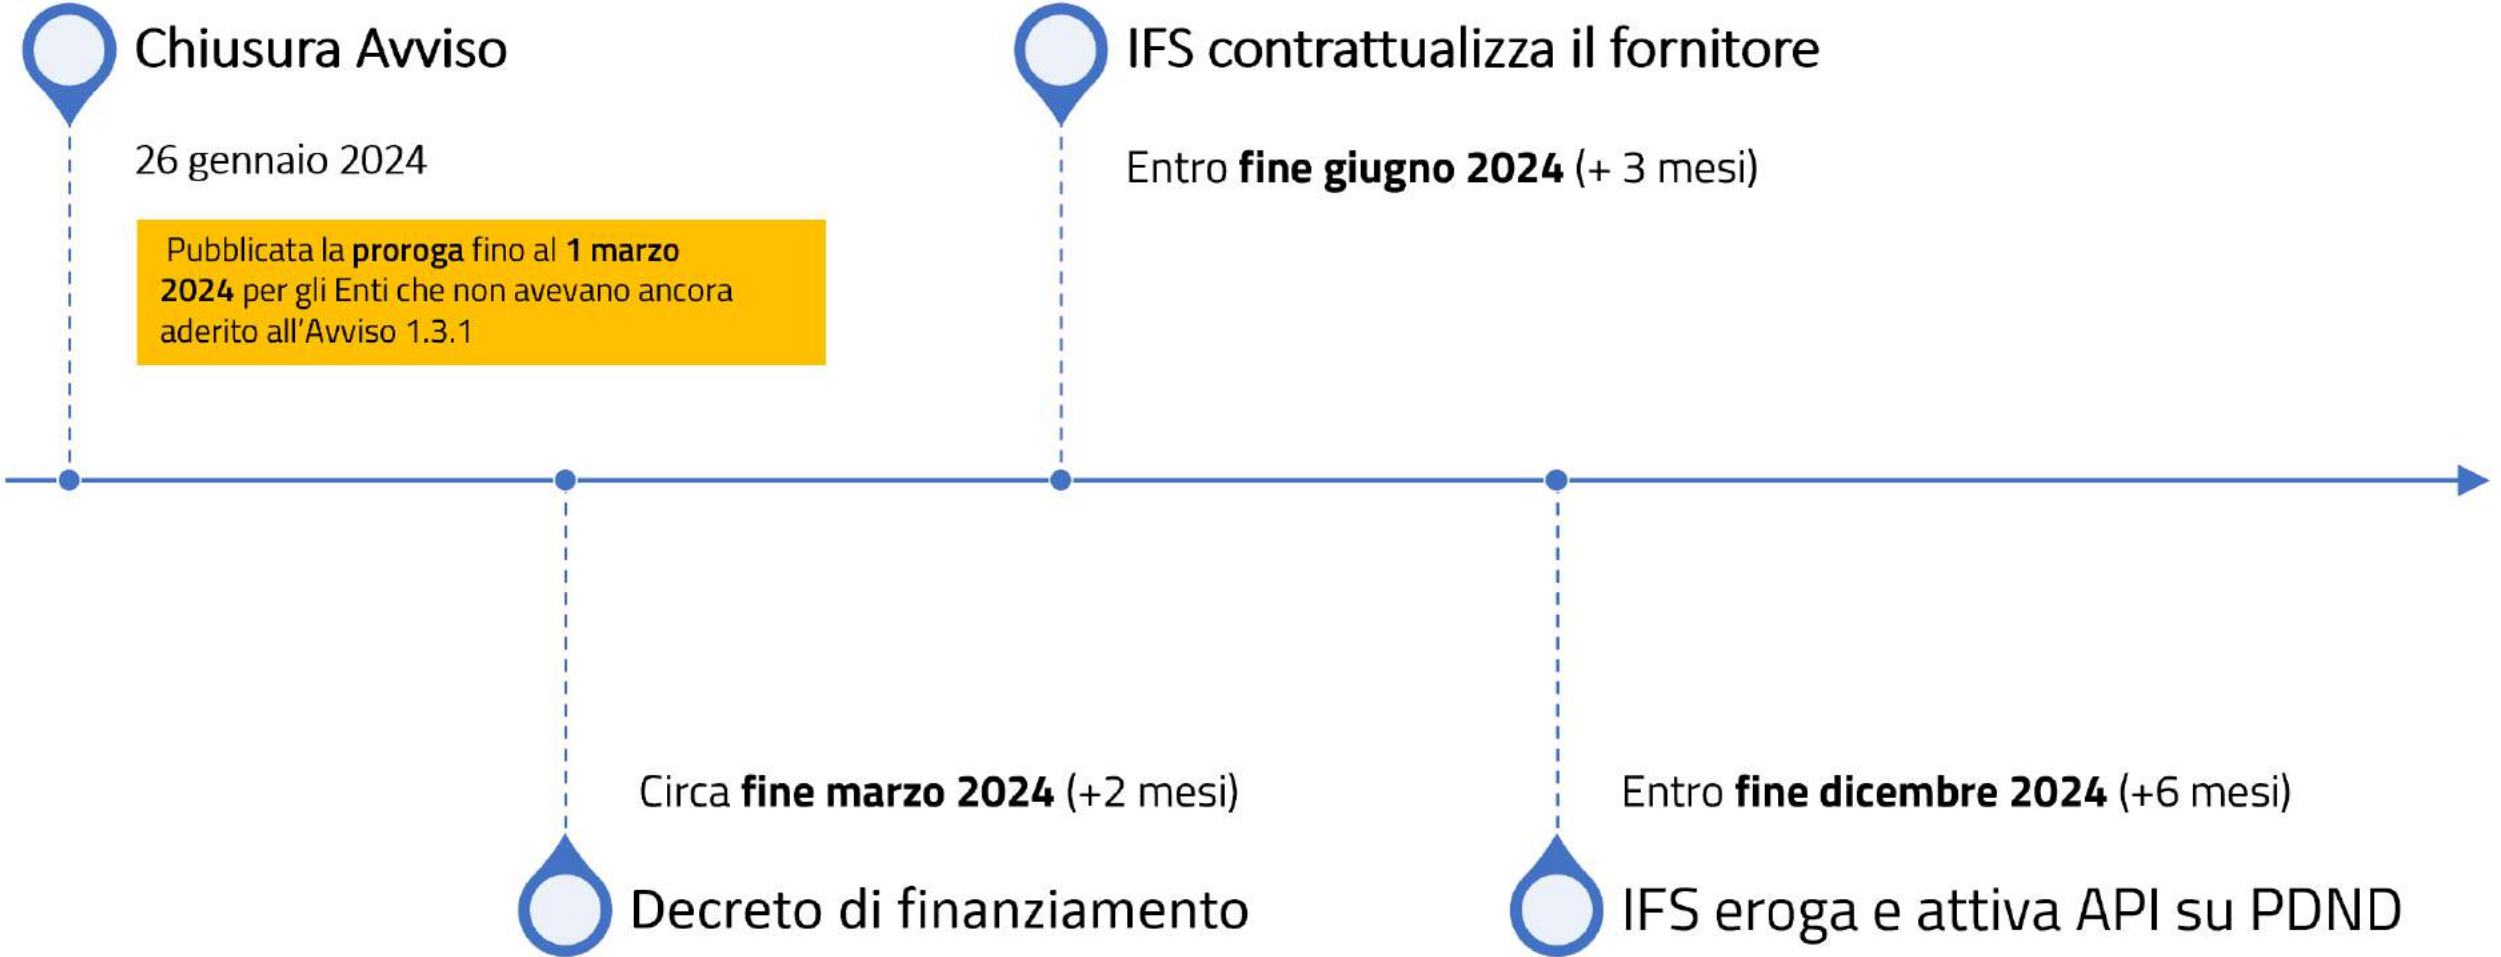 Chiusura Avviso
26 gennaio 2024
Pubblicata la proroga fino al 1 marzo
2024 per gli Enti che non avevano ancora
aderito all'Avviso 1.3.1
IFS contrattualizza il fornitore
Entro fine giugno 2024 (+ 3 mesi)
Circa fine marzo 2024 (+2 mesi)
Decreto di finanziamento
Entro fine dicembre 2024 (+6 mesi)
IFS eroga e attiva API su PDND